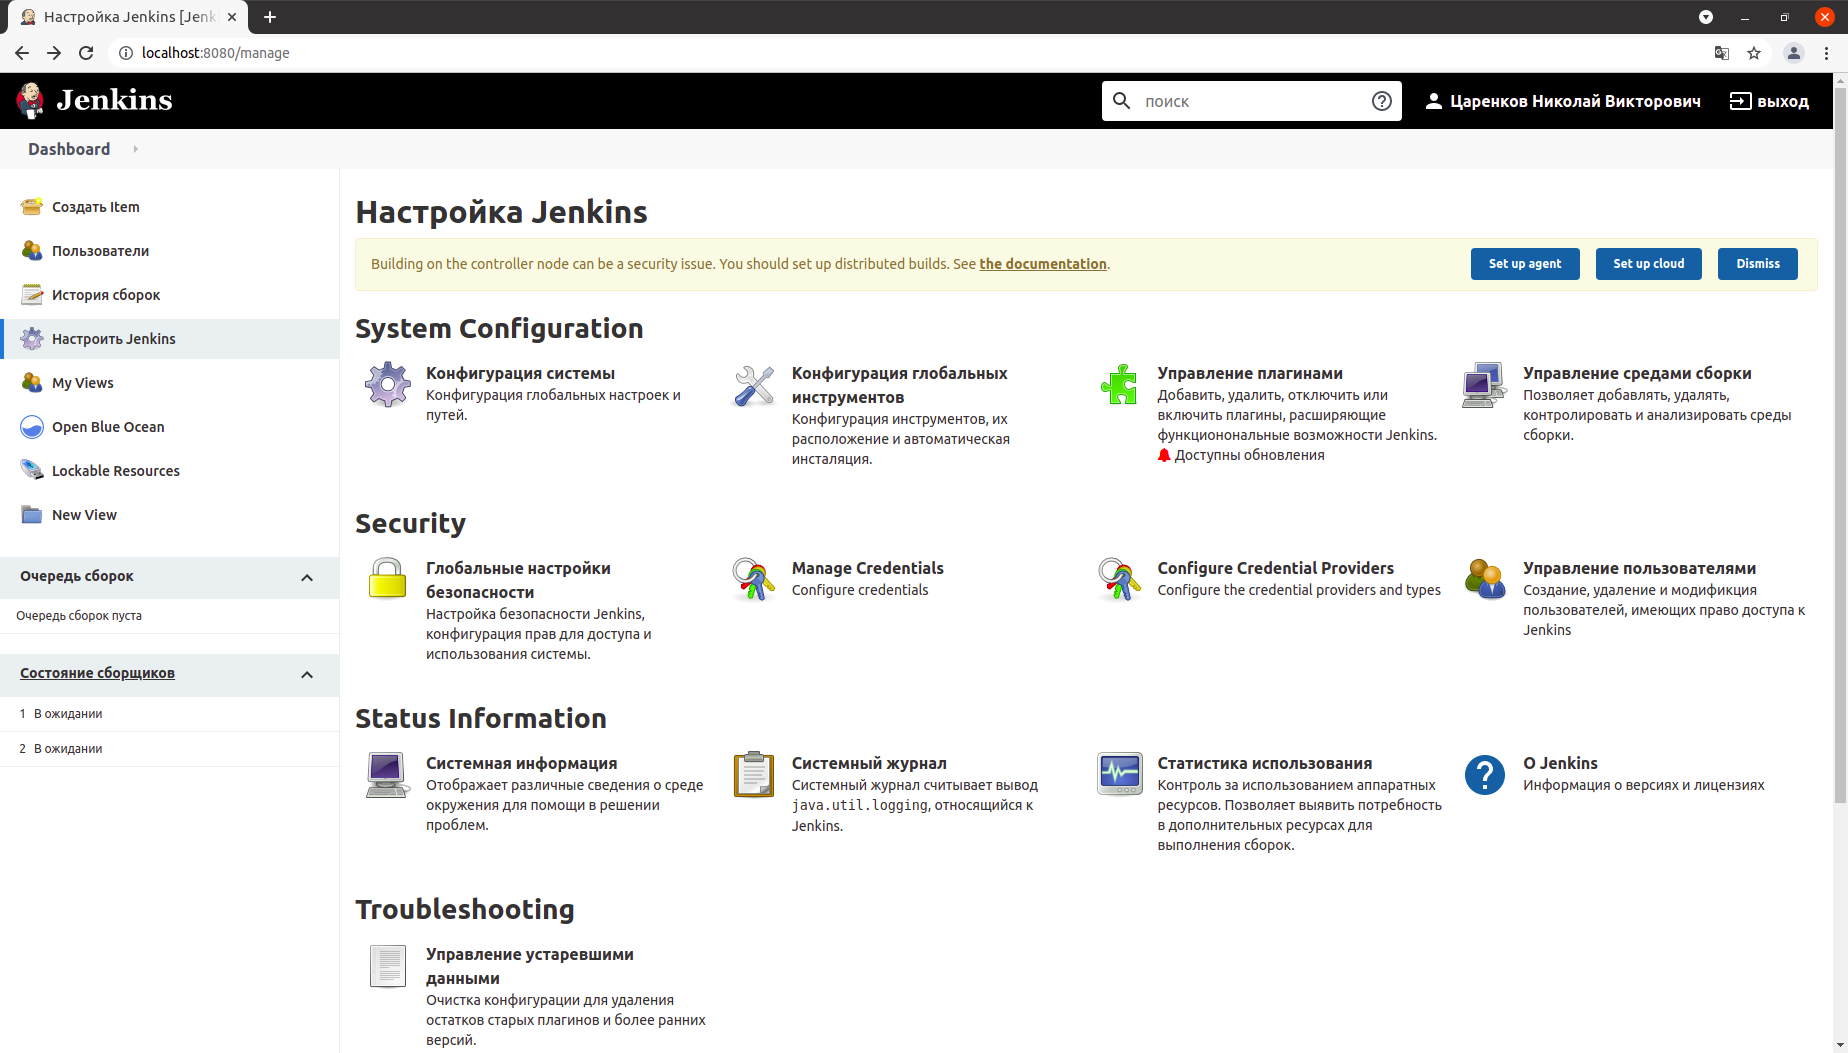 Настройка Jenkins [Jenk
localhost:8080/manage
Jenkins
поиск
Царенков Николай Викторович
выход
Dashboard
Создать Item
Пользователи
История сборок
Настроить Jenkins
My Views
Open Blue Ocean
Lockable Resources
New View
Очередь сборок
Очередь сборок пуста
Состояние сборщиков
1 В ожидании
2 В ожидании
Настройка Jenkins
Building on the controller node can be a security issue. You should set up distributed builds. See the documentation.
Set up agent
Set up cloud
Dismiss
System Configuration
Конфигурация системы
Конфигурация глобальных настроек и
путей.
Конфигурация глобальных
инструментов
Конфигурация инструментов, их
расположение и автоматическая
инсталяция.
Управление плагинами
Добавить, удалить, отключить или
включить плагины, расширяющие
функциононалные возможности Jenkins.
Доступны обновления
Управление средами сборки
Позволяет добавлять, удалять,
контролировать и анализировать среды
сборки.
Security
Глобальные настройки
безопасности
Настройка безопасности Jenkins,
конфигурация прав для доступа и
использования системы.
Manage Credentials
Configure credentials
Configure Credential Providers
Configure the credential providers and types
Управление пользователями
Создание, удаление и модификция
пользователей, имеющих право доступа к
Jenkins
Status Information
Системная информация
Отображает различные сведения о среде
окружения для помощи в решении
проблем.
Системный журнал
Системный журнал считывает вывод
java.util.logging, относящийся к
Jenkins.
Статистика использования
Контроль за использованием аппаратных
ресурсов. Позволяет выявить потребность
в дополнительных ресурсах для
выполнения сборок.
О Jenkins
Информация о версиях и лицензиях
Troubleshooting
Управление устаревшими
данными
Очистка конфигурации для удаления
остатков старых плагинов и более ранних
версий.